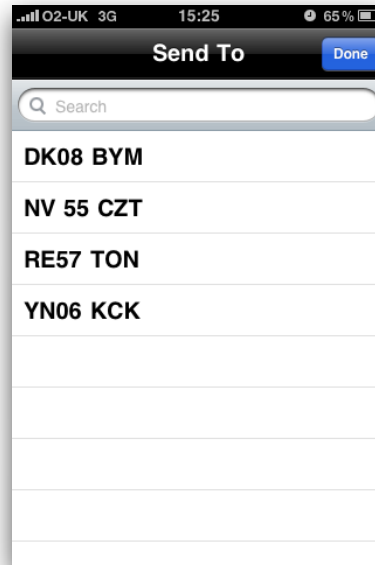 O2-UK 3G 15:25 65%
Send To Done
Search
DK08 BYM
NV 55 CZT
RE57 TON
YN06 KCK